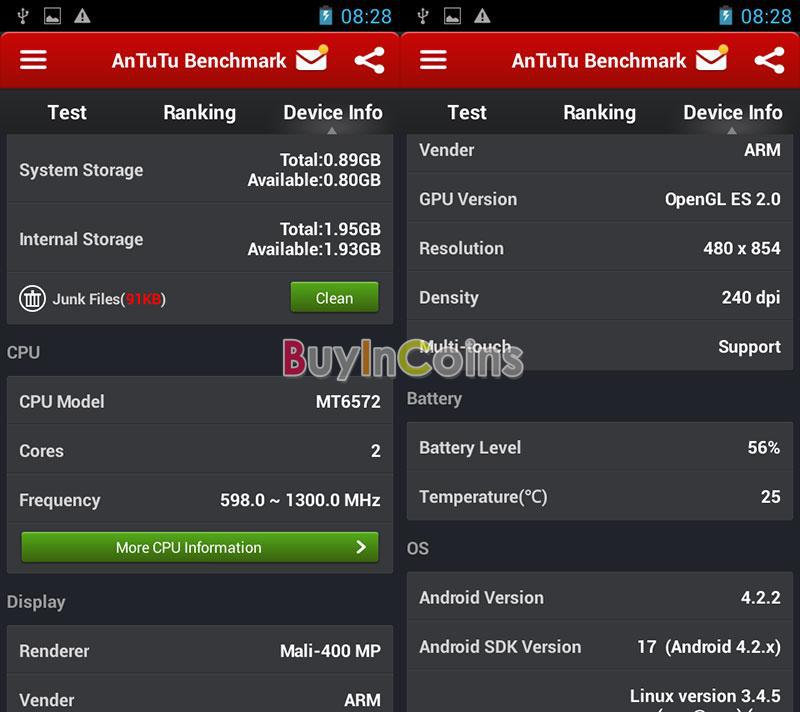 08:28
AnTuTu Benchmark
Test Ranking Device Info
System Storage
Total:0.89GB
Available:0.80GB
Internal Storage
Total:1.95GB
Available:1.93GB
Junk Files(91KB)
Clean
CPU
CPU Model MT6572
Cores 2
Frequency 598.0 ~ 1300.0 MHz
More CPU Information
Display
Renderer Mali-400 MP
Vender ARM
08:28
AnTuTu Benchmark
Test Ranking Device Info
Vender ARM
GPU Version OpenGL ES 2.0
Resolution 480 x 854
Density 240 dpi
Multi-touch Support
Battery
Battery Level 56%
Temperature(℃) 25
OS
Android Version 4.2.2
Android SDK Version 17 (Android 4.2.x)
Linux version 3.4.5
BuyInCoins